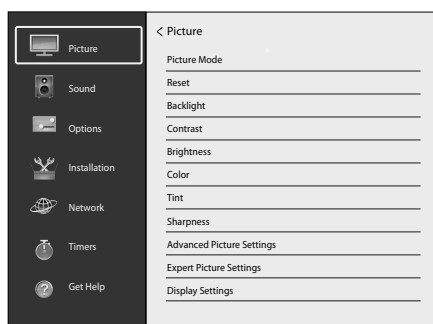 Picture
Sound
Options
Installation
Network
Timers
Get Help
< Picture
Picture Mode
Reset
Backlight
Contrast
Brightness
Color
Tint
Sharpness
Advanced Picture Settings
Expert Picture Settings
Display Settings